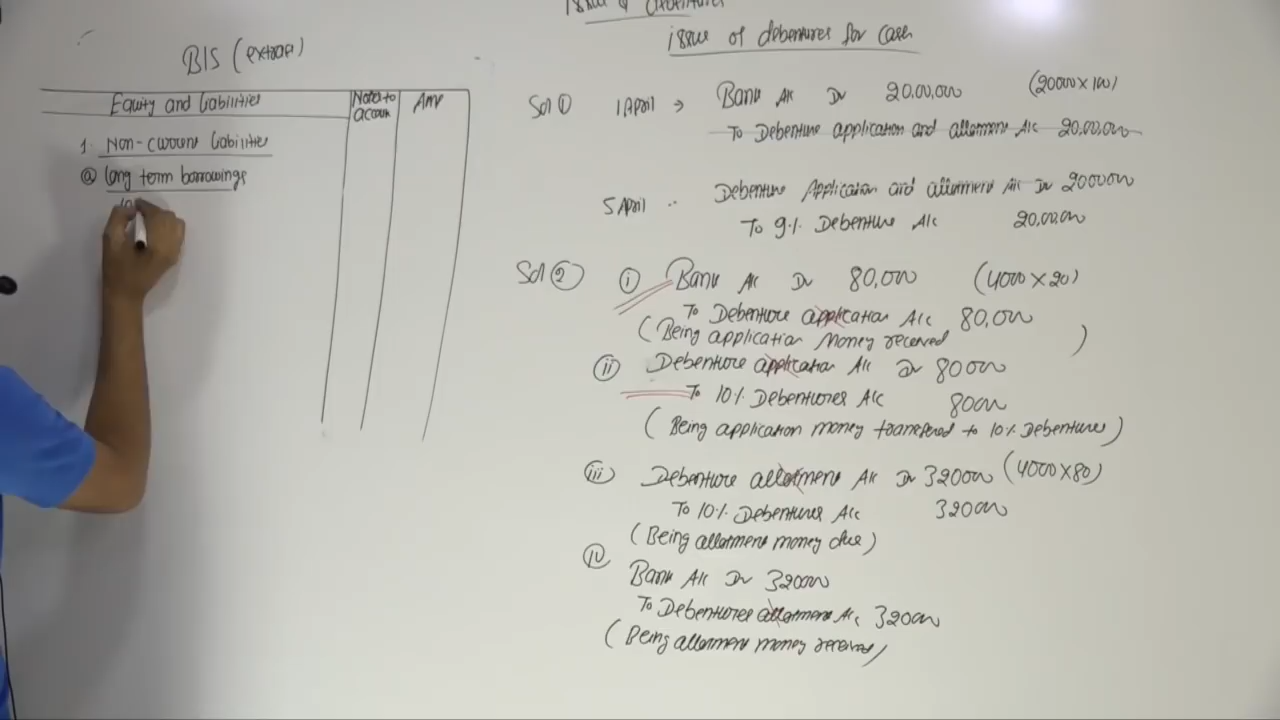 issue of debentures for cash
B/S (extract)
Equity and liabilities
Notes to account
Amt
1. Non-current liabilities
(a) long term borrowings
10
Sol ① 1 April → Bank A/c Dr 20,00,000 (20000 x 100)
To Debenture application and allotment A/c 20,00,000
5 April .. Debenture Application and allotment A/c Dr 2000000
To 9% Debenture A/c 20,00,000
Sol ② (i) Bank A/c Dr 80,000 (4000 x 20)
To Debenture application A/c 80,000
(Being application money received )
(ii) Debenture application A/c Dr 80000
To 10% Debentures A/c 80000
(Being application money transfered to 10% Debentures)
(iii) Debenture allotment A/c Dr 320000 (4000 x 80)
To 10% Debentures A/c 320000
(Being allotment money due)
(iv) Bank A/c Dr 320000
To Debentures allotment A/c 320000
(Being allotment money received)